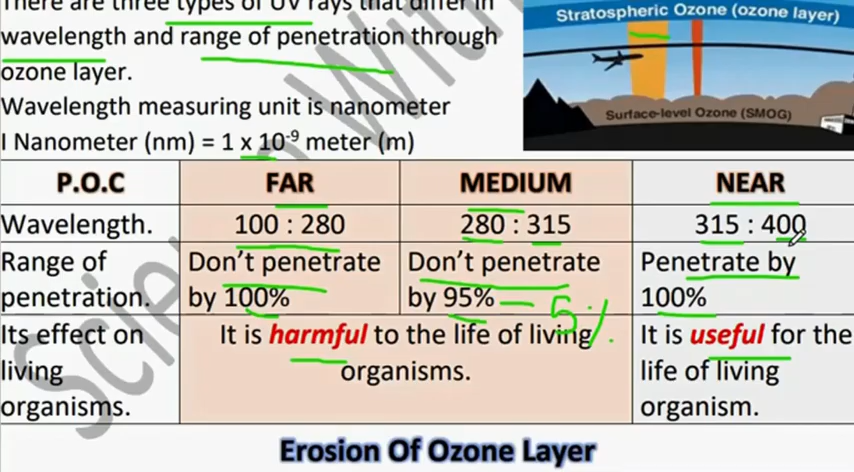 There are three types of UV rays that differ in
wavelength and range of penetration through
ozone layer.
Wavelength measuring unit is nanometer
I Nanometer (nm) = 1 x 10⁻⁹ meter (m)
Stratospheric Ozone (ozone layer)
Surface-level Ozone (SMOG)
P.O.C FAR MEDIUM NEAR
Wavelength. 100 : 280 280 : 315 315 : 400
Range of penetration. Don't penetrate by 100% Don't penetrate by 95% — 5% Penetrate by 100%
Its effect on living organisms. It is harmful to the life of living organisms. It is useful for the life of living organism.
Erosion Of Ozone Layer